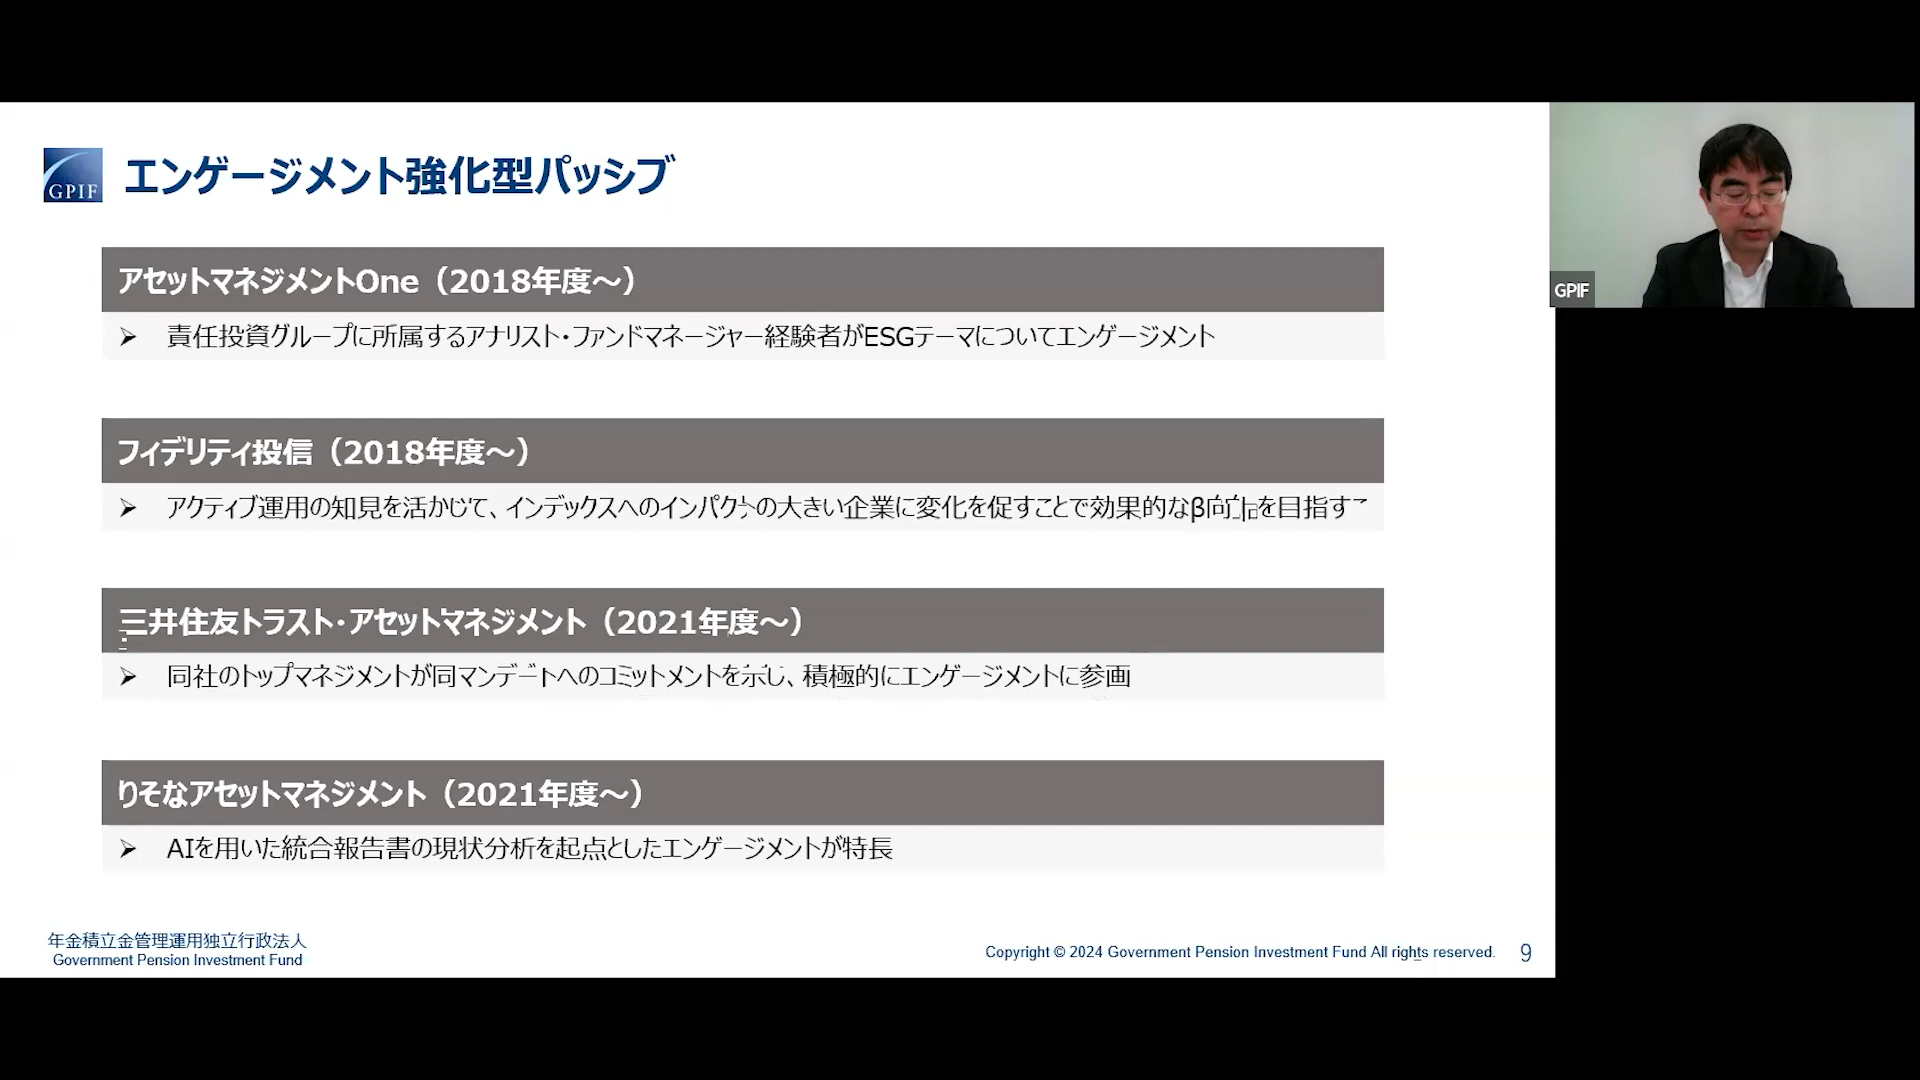 GPIF
エンゲージメント強化型パッシブ
アセットマネジメントOne（2018年度～）
➢ 責任投資グループに所属するアナリスト・ファンドマネージャー経験者がESGテーマについてエンゲージメント
フィデリティ投信（2018年度～）
➢ アクティブ運用の知見を活かして、インデックスへのインパクトの大きい企業に変化を促すことで効果的なβ向上を目指す
三井住友トラスト・アセットマネジメント（2021年度～）
➢ 同社のトップマネジメントが同マンデートへのコミットメントを示し、積極的にエンゲージメントに参画
りそなアセットマネジメント（2021年度～）
➢ AIを用いた統合報告書の現状分析を起点としたエンゲージメントが特長
年金積立金管理運用独立行政法人
Government Pension Investment Fund
Copyright © 2024 Government Pension Investment Fund All rights reserved.
9
GPIF